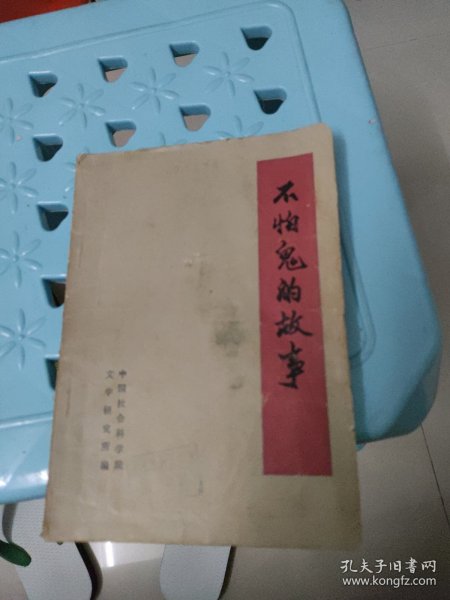 不怕鬼的故事
中国社会科学院
文学研究所编
孔夫子旧书网
www.kongfz.com